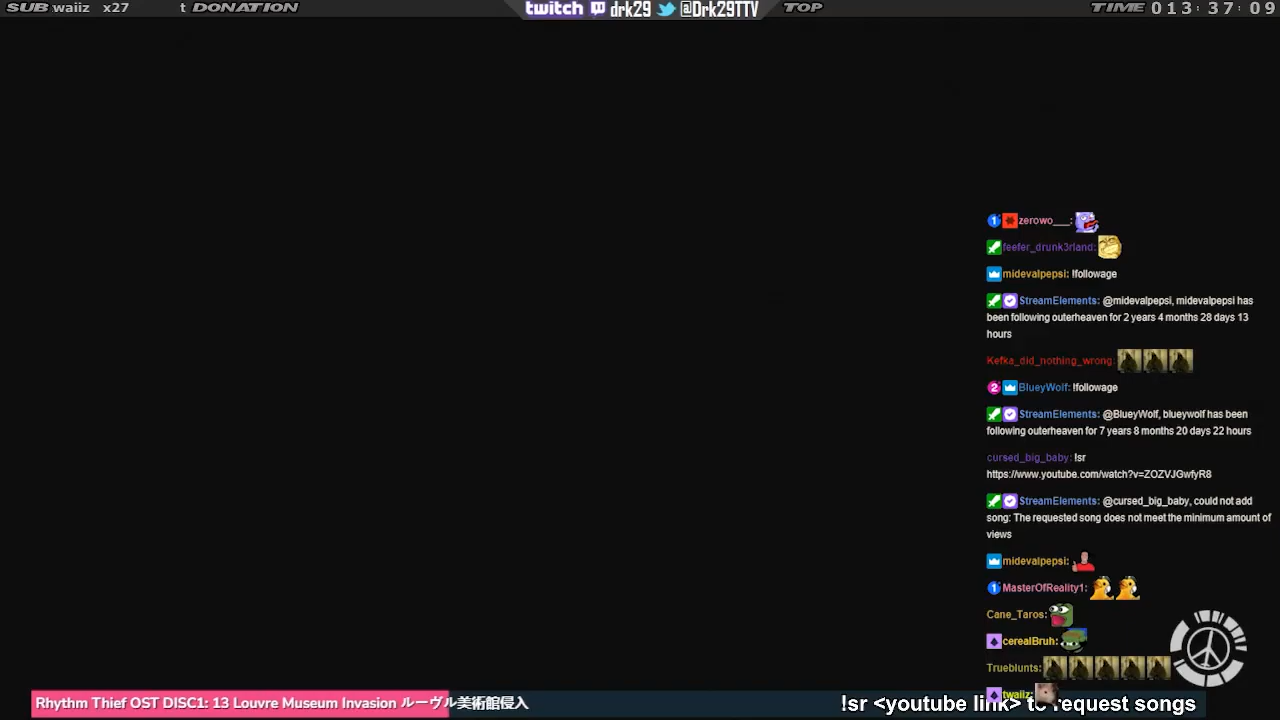 SUB waiiz x27 t DONATION twitch drk29 @Drk29TTV TOP TIME 013:37:09
1 zerowo___:
feefer_drunk3rland:
midevalpepsi: !followage
StreamElements: @midevalpepsi, midevalpepsi has
been following outerheaven for 2 years 4 months 28 days 13
hours
Kefka_did_nothing_wrong:
2 BlueyWolf: !followage
StreamElements: @BlueyWolf, blueywolf has been
following outerheaven for 7 years 8 months 20 days 22 hours
cursed_big_baby: !sr
https://www.youtube.com/watch?v=ZOZVJGwfyR8
StreamElements: @cursed_big_baby, could not add
song: The requested song does not meet the minimum amount of
views
midevalpepsi:
1 MasterOfReality1:
Cane_Taros:
cerealBruh:
Trueblunts:
twaiiz:
Rhythm Thief OST DISC1: 13 Louvre Museum Invasion ルーヴル美術館侵入
!sr <youtube link> to request songs